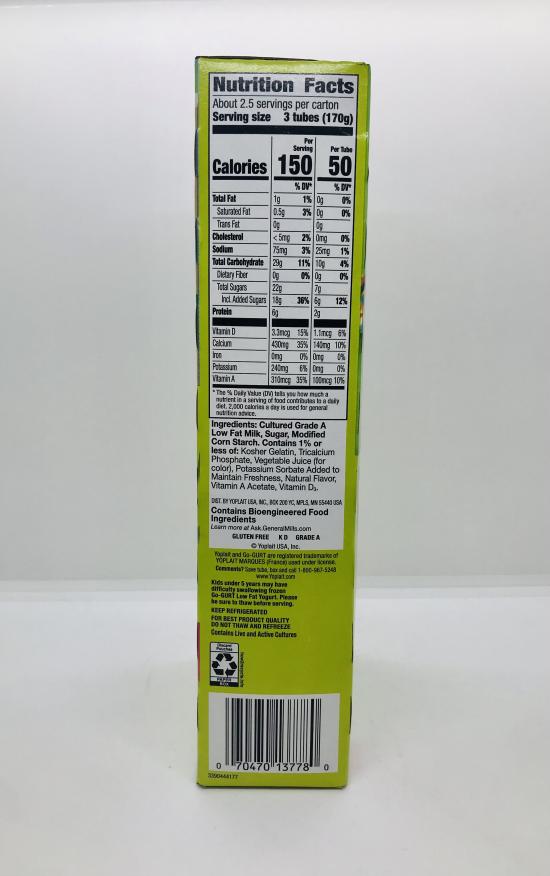 Nutrition Facts
About 2.5 servings per carton
Serving size 3 tubes (170g)
Per Serving Per Tube
Calories 150 50
% DV* % DV*
Total Fat 1g 1% 0g 0%
Saturated Fat 0.5g 3% 0g 0%
Trans Fat 0g 0g
Cholesterol <5mg 2% 0mg 0%
Sodium 75mg 3% 25mg 1%
Total Carbohydrate 29g 11% 10g 4%
Dietary Fiber 0g 0% 0g 0%
Total Sugars 22g 7g
Incl. Added Sugars 18g 36% 6g 12%
Protein 6g 2g
Vitamin D 3.3mcg 15% 1.1mcg 6%
Calcium 430mg 35% 140mg 10%
Iron 0mg 0% 0mg 0%
Potassium 240mg 6% 0mg 0%
Vitamin A 310mcg 35% 100mcg 10%
* The % Daily Value (DV) tells you how much a
nutrient in a serving of food contributes to a daily
diet. 2,000 calories a day is used for general
nutrition advice.
Ingredients: Cultured Grade A
Low Fat Milk, Sugar, Modified
Corn Starch. Contains 1% or
less of: Kosher Gelatin, Tricalcium
Phosphate, Vegetable Juice (for
color), Potassium Sorbate Added to
Maintain Freshness, Natural Flavor,
Vitamin A Acetate, Vitamin D₃.
DIST. BY YOPLAIT USA, INC., BOX 200 YC, MPLS, MN 55440 USA
Contains Bioengineered Food
Ingredients
Learn more at Ask.GeneralMills.com
GLUTEN FREE K D GRADE A
© Yoplait USA, Inc.
Yoplait and Go-GURT are registered trademarks of
YOPLAIT MARQUES (France) used under license.
Comments? Save tube, box and call 1-800-967-5248
www.Yoplait.com
Kids under 5 years may have
difficulty swallowing frozen
Go-GURT Low Fat Yogurt. Please
be sure to thaw before serving.
KEEP REFRIGERATED
FOR BEST PRODUCT QUALITY
DO NOT THAW AND REFREEZE
Contains Live and Active Cultures
Discard
Pouches
PAPER
BOX
how2recycle.info
0 70470 13778 0
3390444177